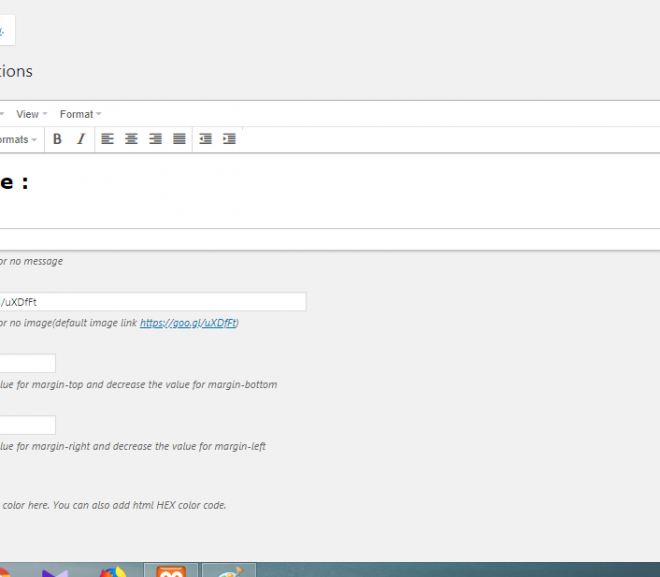 tions
View Format
ormats B I
e :
or no message
/uXDfFt
or no image(default image link https://goo.gl/uXDfFt)
lue for margin-top and decrease the value for margin-bottom
lue for margin-right and decrease the value for margin-left
color here. You can also add html HEX color code.